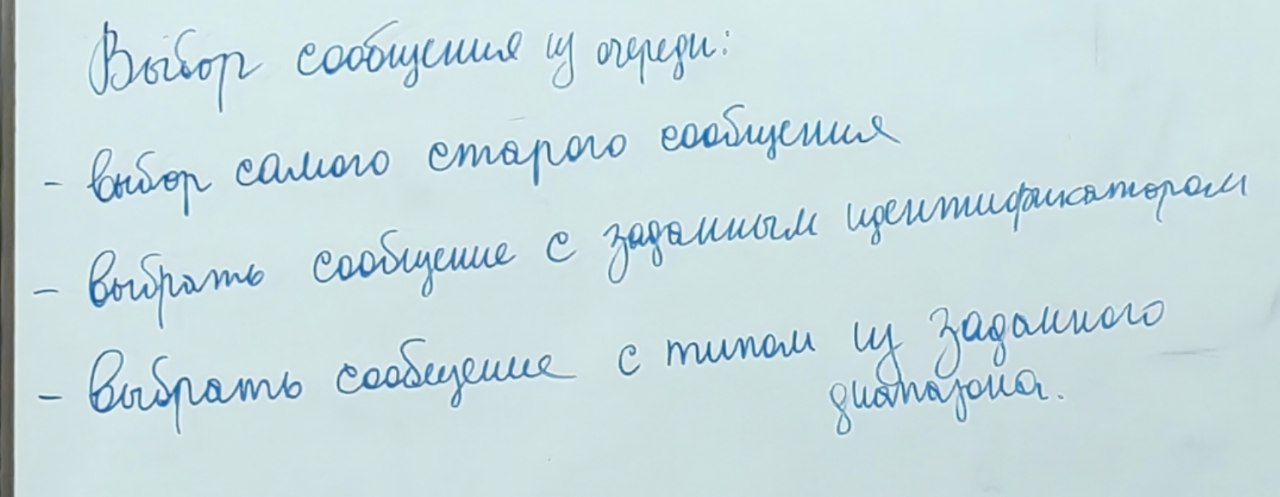 Выбор сообщения из очереди:
- выбор самого старого сообщения
- выбрать сообщение с заданным идентификатором
- выбрать сообщение с типом из заданного
диапазона.